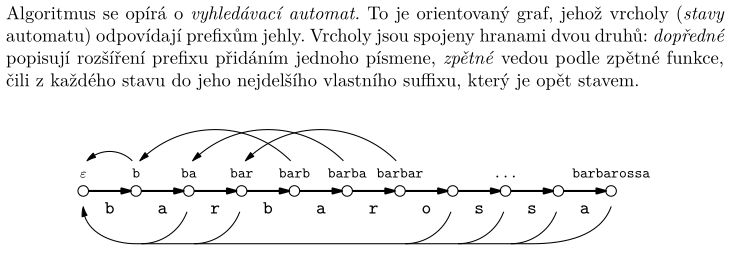 Algoritmus se opírá o vyhledávací automat. To je orientovaný graf, jehož vrcholy (stavy
automatu) odpovídají prefixům jehly. Vrcholy jsou spojeny hranami dvou druhů: dopředné
popisují rozšíření prefixu přidáním jednoho písmene, zpětné vedou podle zpětné funkce,
čili z každého stavu do jeho nejdelšího vlastního suffixu, který je opět stavem.
ε b ba bar barb barba barbar ... barbarossa
b a r b a r o s s a